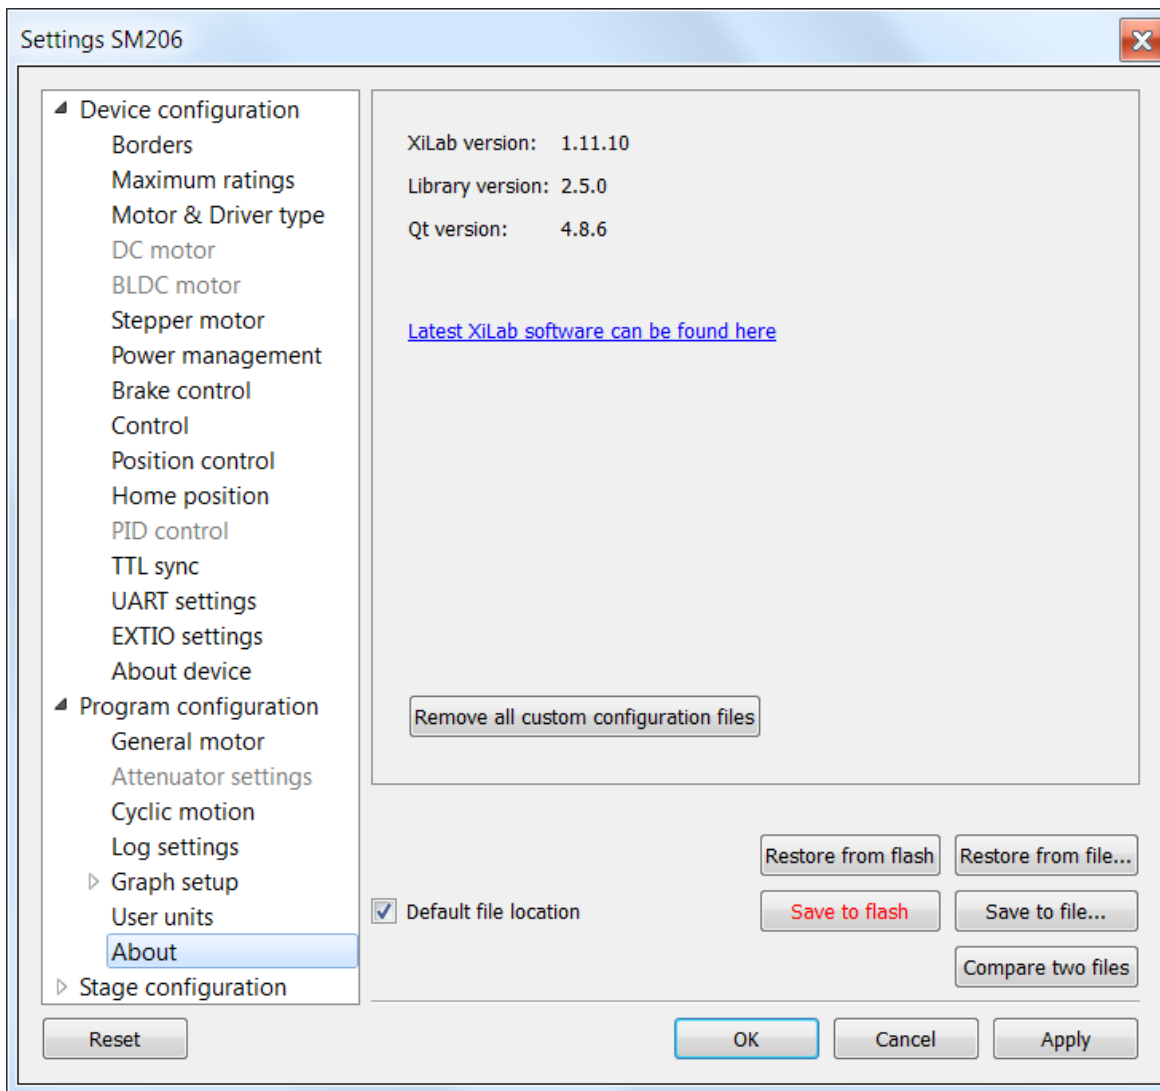 Settings SM206
Device configuration
Borders
Maximum ratings
Motor & Driver type
DC motor
BLDC motor
Stepper motor
Power management
Brake control
Control
Position control
Home position
PID control
TTL sync
UART settings
EXTIO settings
About device
Program configuration
General motor
Attenuator settings
Cyclic motion
Log settings
Graph setup
User units
About
Stage configuration
XiLab version: 1.11.10
Library version: 2.5.0
Qt version: 4.8.6
Latest XiLab software can be found here
Remove all custom configuration files
Restore from flash Restore from file...
Default file location Save to flash Save to file...
Compare two files
Reset OK Cancel Apply